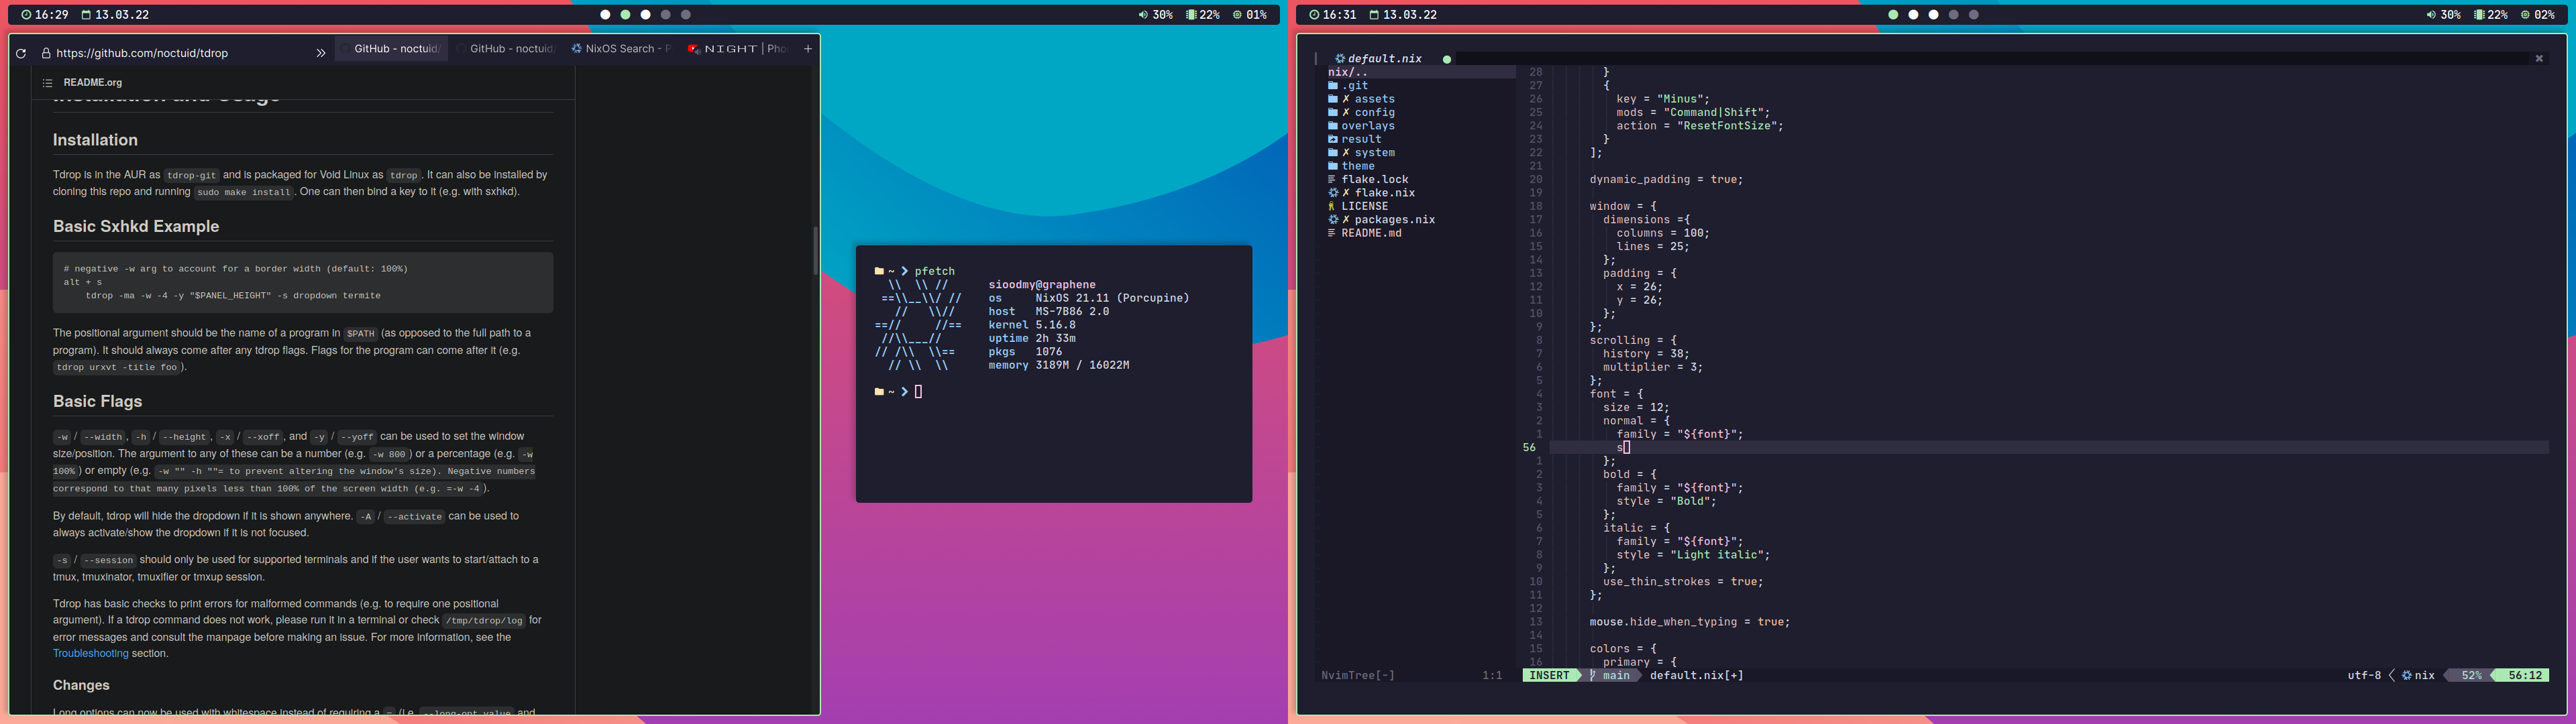 16:29 13.03.22
30% 22% 01%
https://github.com/noctuid/tdrop
GitHub - noctuid/ GitHub - noctuid/ NixOS Search - P NIGHT | Pho +
README.org
Installation and Usage
Installation
Tdrop is in the AUR as tdrop-git and is packaged for Void Linux as tdrop. It can also be installed by
cloning this repo and running sudo make install. One can then bind a key to it (e.g. with sxhkd).
Basic Sxhkd Example
# negative -w arg to account for a border width (default: 100%)
alt + s
tdrop -ma -w -4 -y "$PANEL_HEIGHT" -s dropdown termite
The positional argument should be the name of a program in $PATH (as opposed to the full path to a
program). It should always come after any tdrop flags. Flags for the program can come after it (e.g.
tdrop urxvt -title foo).
Basic Flags
-w / --width, -h / --height, -x / --xoff, and -y / --yoff can be used to set the window
size/position. The argument to any of these can be a number (e.g. -w 800) or a percentage (e.g. -w
100%) or empty (e.g. -w "" -h ""= to prevent altering the window's size). Negative numbers
correspond to that many pixels less than 100% of the screen width (e.g. =-w -4).
By default, tdrop will hide the dropdown if it is shown anywhere. -A / --activate can be used to
always activate/show the dropdown if it is not focused.
-s / --session should only be used for supported terminals and if the user wants to start/attach to a
tmux, tmuxinator, tmuxifier or tmxup session.
Tdrop has basic checks to print errors for malformed commands (e.g. to require one positional
argument). If a tdrop command does not work, please run it in a terminal or check /tmp/tdrop/log for
error messages and consult the manpage before making an issue. For more information, see the
Troubleshooting section.
Changes
Long options can now be used with whitespace instead of requiring a = (i.e. --long-opt value and
~ ❯ pfetch
\\ \\ // sioodmy@graphene
==\\__\\/ // os NixOS 21.11 (Porcupine)
// \\// host MS-7B86 2.0
==// //== kernel 5.16.8
//\\___// uptime 2h 33m
// /\\ \\== pkgs 1076
// \\ \\ memory 3189M / 16022M
~ ❯
16:31 13.03.22
30% 22% 02%
default.nix
nix/..
.git
✗ assets
✗ config
overlays
result
✗ system
theme
flake.lock
✗ flake.nix
LICENSE
✗ packages.nix
README.md
28 }
27 {
26 key = "Minus";
25 mods = "Command|Shift";
24 action = "ResetFontSize";
23 }
22 ];
21
20 dynamic_padding = true;
19
18 window = {
17 dimensions ={
16 columns = 100;
15 lines = 25;
14 };
13 padding = {
12 x = 26;
11 y = 26;
10 };
9 };
8 scrolling = {
7 history = 38;
6 multiplier = 3;
5 };
4 font = {
3 size = 12;
2 normal = {
1 family = "${font}";
56 s
1 };
2 bold = {
3 family = "${font}";
4 style = "Bold";
5 };
6 italic = {
7 family = "${font}";
8 style = "Light italic";
9 };
10 use_thin_strokes = true;
11 };
12
13 mouse.hide_when_typing = true;
14
15 colors = {
16 primary = {
NvimTree[-] 1:1 INSERT main default.nix[+] utf-8 nix 52% 56:12